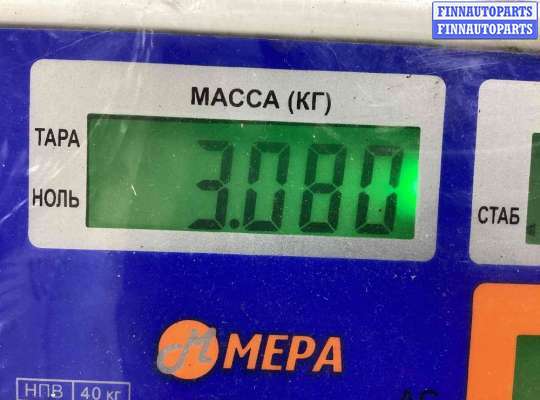 FINNAUTOPARTS
FINNAUTOPARTS
МАССА (КГ)
ТАРА
3.080
НОЛЬ
СТАБ
МЕРА
НПВ 40 кг